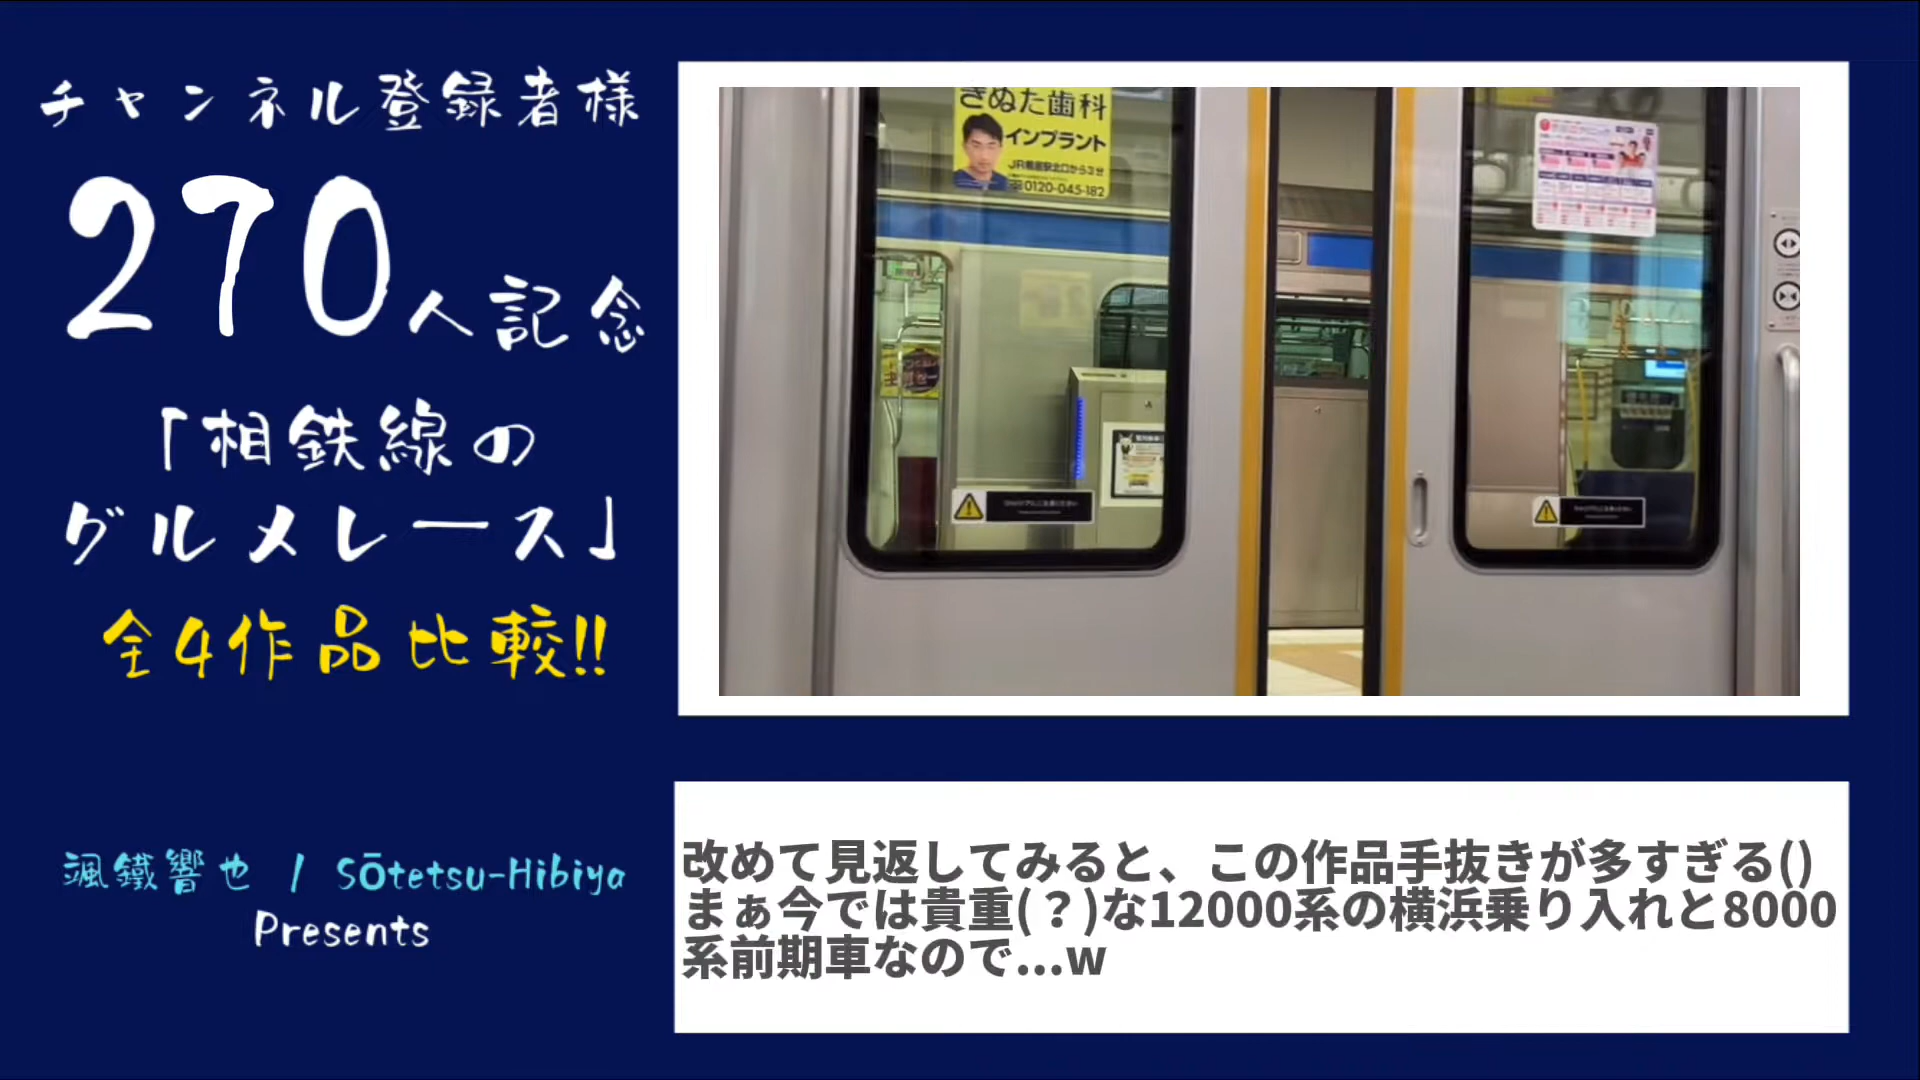 チャンネル登録者様
270人記念
「相鉄線の
グルメレース」
全4作品比較!!
颯鐵響也 / Sōtetsu-Hibiya
Presents
きぬた歯科
インプラント
0120-045-182
改めて見返してみると、この作品手抜きが多すぎる()
まぁ今では貴重(？)な12000系の横浜乗り入れと8000
系前期車なので...w